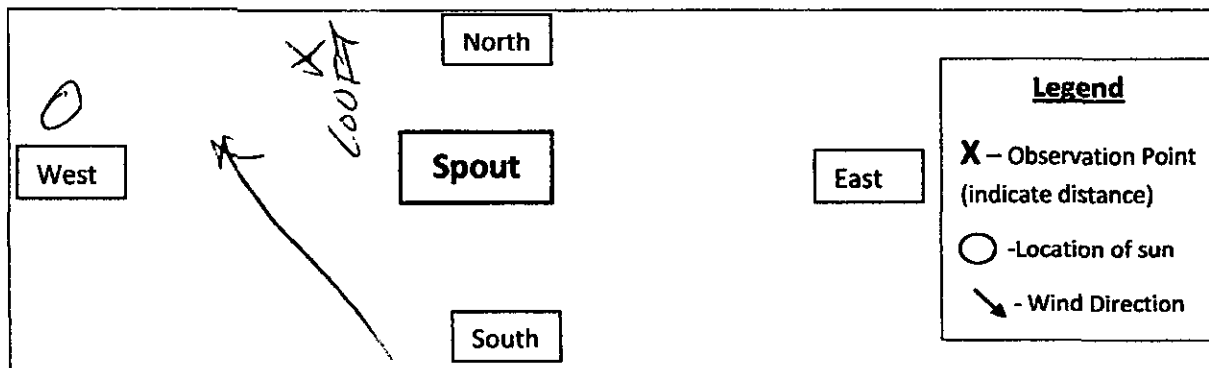 X
North
West
Spout
East
South
Legend
X – Observation Point
(indicate distance)
-Location of sun
- Wind Direction